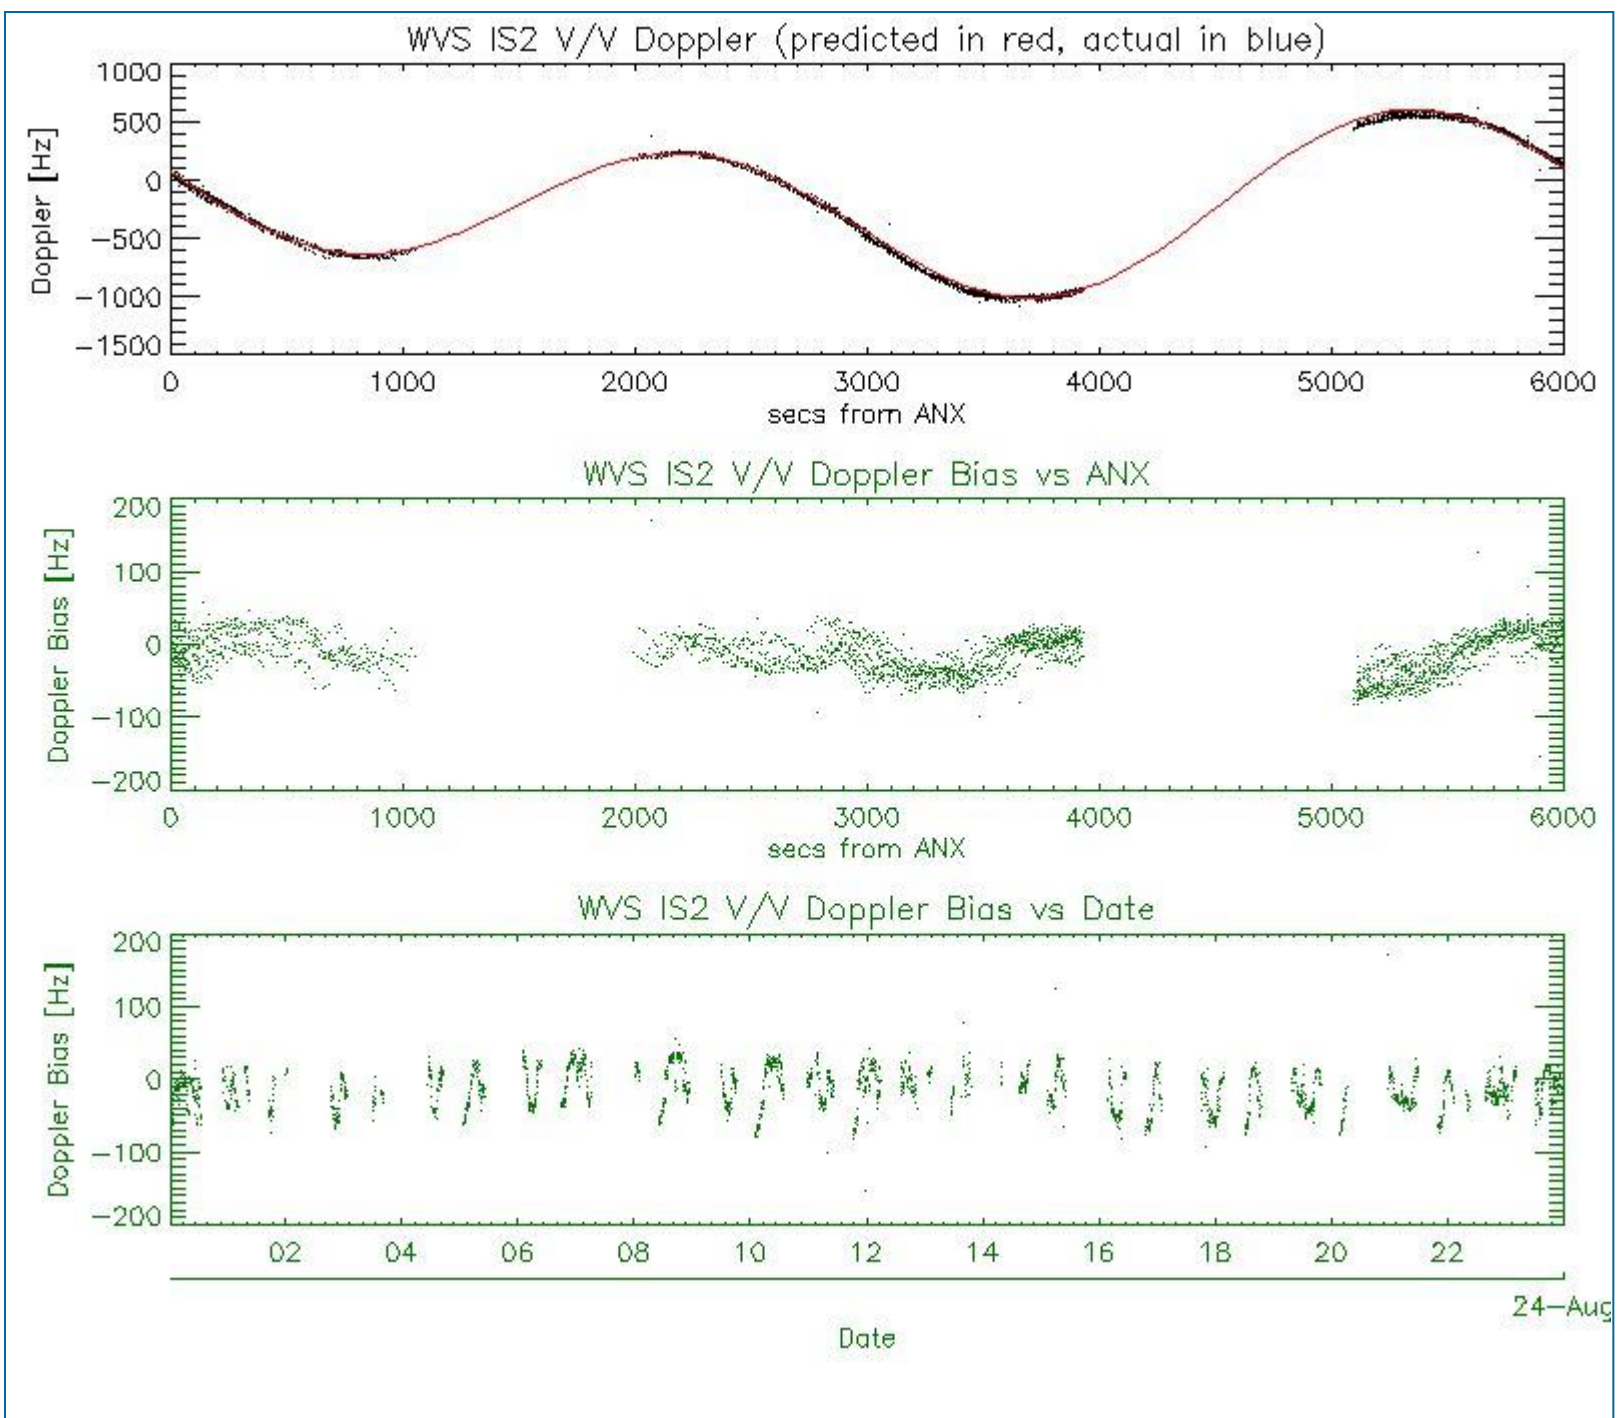 WVS IS2 V/V Doppler (predicted in red, actual in blue)
1000
500
0
-500
-1000
-1500
Doppler [Hz]
0 1000 2000 3000 4000 5000 6000
secs from ANX
WVS IS2 V/V Doppler Bias vs ANX
200
100
0
-100
-200
Doppler Bias [Hz]
0 1000 2000 3000 4000 5000 6000
secs from ANX
WVS IS2 V/V Doppler Bias vs Date
200
100
0
-100
-200
Doppler Bias [Hz]
02 04 06 08 10 12 14 16 18 20 22
24-Aug
Date